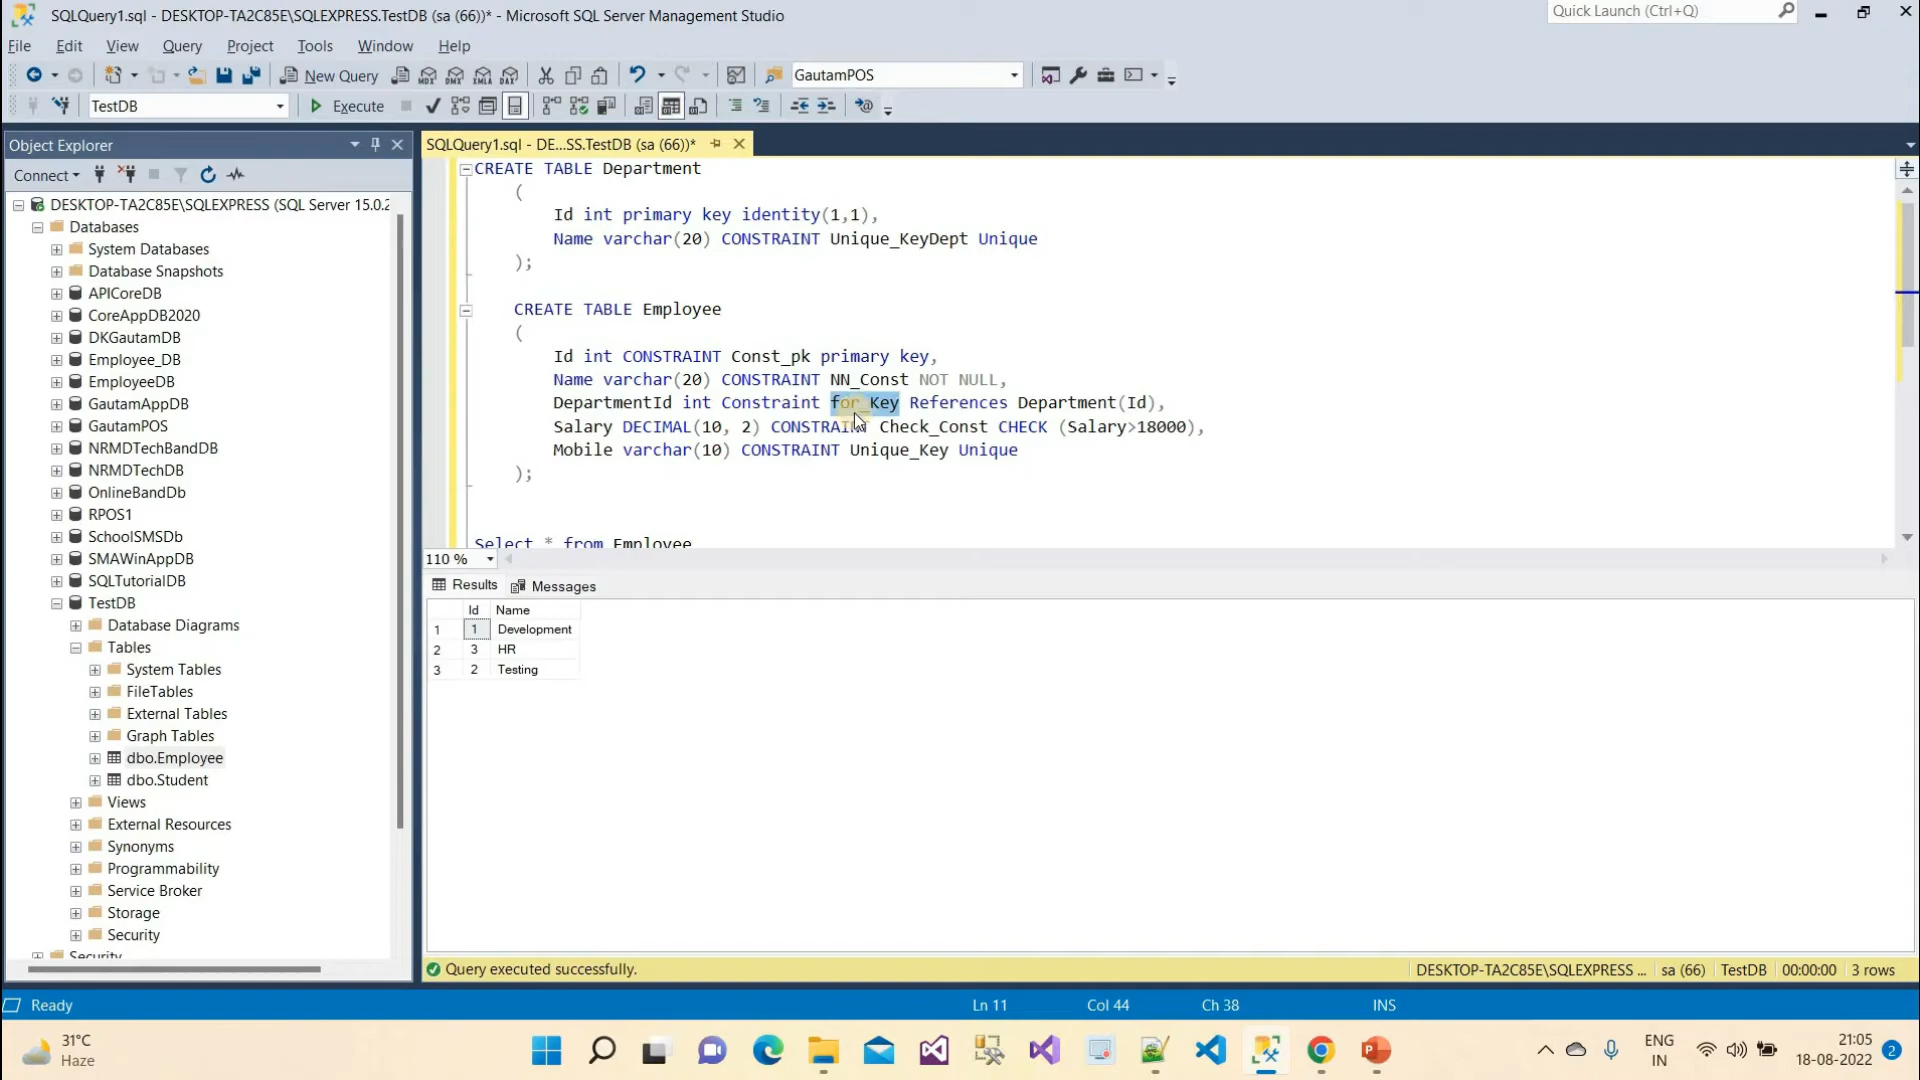 SQLQuery1.sql - DESKTOP-TA2C85E\SQLEXPRESS.TestDB (sa (66))* - Microsoft SQL Server Management Studio
Quick Launch (Ctrl+Q)
File Edit View Query Project Tools Window Help
New Query MDX DMX XMLA DAX GautamPOS
TestDB Execute
Object Explorer
Connect
DESKTOP-TA2C85E\SQLEXPRESS (SQL Server 15.0.2
Databases
System Databases
Database Snapshots
APICoreDB
CoreAppDB2020
DKGautamDB
Employee_DB
EmployeeDB
GautamAppDB
GautamPOS
NRMDTechBandDB
NRMDTechDB
OnlineBandDb
RPOS1
SchoolSMSDb
SMAWinAppDB
SQLTutorialDB
TestDB
Database Diagrams
Tables
System Tables
FileTables
External Tables
Graph Tables
dbo.Employee
dbo.Student
Views
External Resources
Synonyms
Programmability
Service Broker
Storage
Security
Security
SQLQuery1.sql - DE...SS.TestDB (sa (66))*
CREATE TABLE Department
(
Id int primary key identity(1,1),
Name varchar(20) CONSTRAINT Unique_KeyDept Unique
);
CREATE TABLE Employee
(
Id int CONSTRAINT Const_pk primary key,
Name varchar(20) CONSTRAINT NN_Const NOT NULL,
DepartmentId int Constraint for_Key References Department(Id),
Salary DECIMAL(10, 2) CONSTRAINT Check_Const CHECK (Salary>18000),
Mobile varchar(10) CONSTRAINT Unique_Key Unique
);
Select * from Employee
110 %
Results Messages
Id Name
1 1 Development
2 3 HR
3 2 Testing
Query executed successfully.
DESKTOP-TA2C85E\SQLEXPRESS ... sa (66) TestDB 00:00:00 3 rows
Ready Ln 11 Col 44 Ch 38 INS
31°C
Haze
ENG
IN
21:05
18-08-2022
2